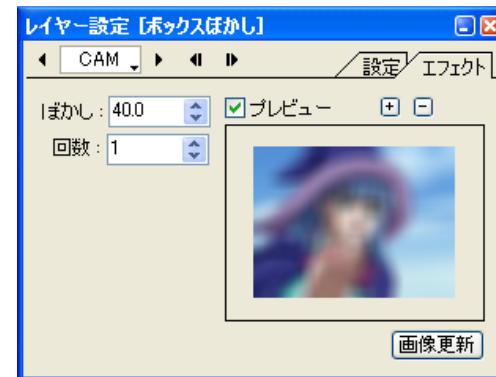 レイヤー設定 [ボックスぼかし]
CAM
設定 エフェクト
ぼかし : 40.0
プレビュー
回数 : 1
画像更新